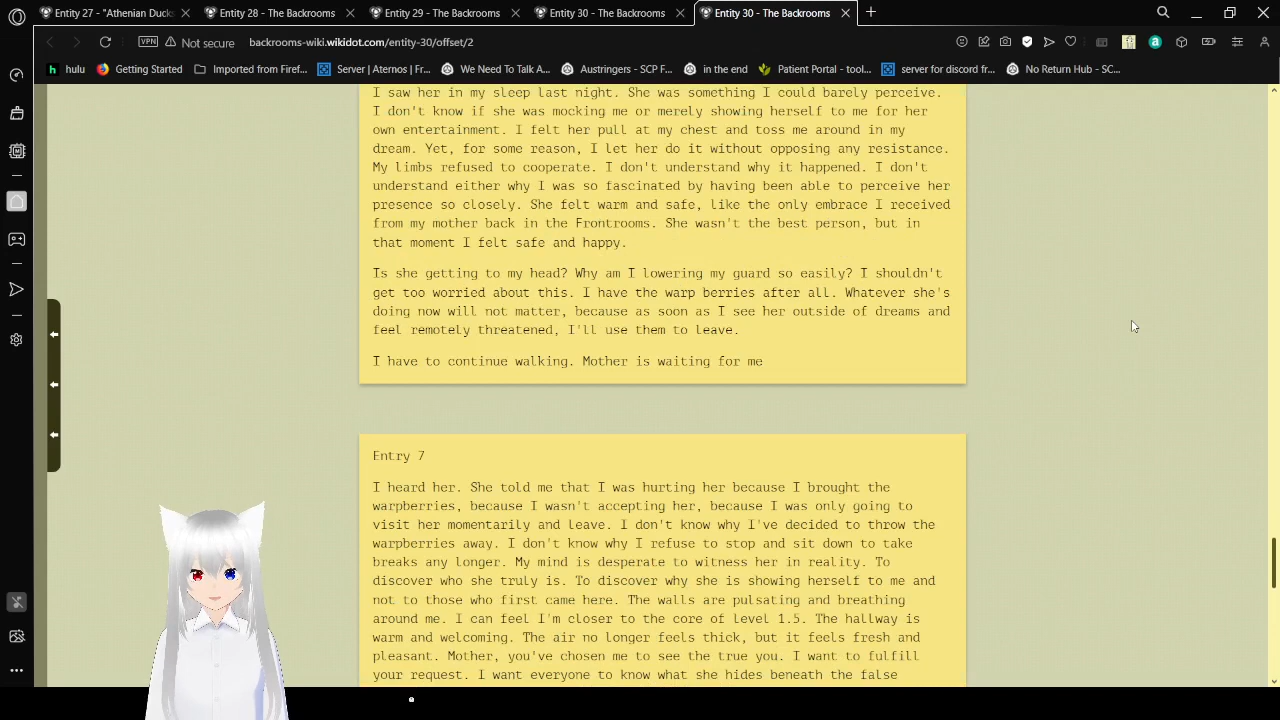 Entity 27 - "Athenian Ducks
Entity 28 - The Backrooms
Entity 29 - The Backrooms
Entity 30 - The Backrooms
Entity 30 - The Backrooms
VPN
Not secure
backrooms-wiki.wikidot.com/entity-30/offset/2
hulu
Getting Started
Imported from Firef...
Server | Aternos | Fr...
We Need To Talk A...
Austringers - SCP F...
in the end
Patient Portal - tool...
server for discord fr...
No Return Hub - SC...
I saw her in my sleep last night. She was something I could barely perceive.
I don't know if she was mocking me or merely showing herself to me for her
own entertainment. I felt her pull at my chest and toss me around in my
dream. Yet, for some reason, I let her do it without opposing any resistance.
My limbs refused to cooperate. I don't understand why it happened. I don't
understand either why I was so fascinated by having been able to perceive her
presence so closely. She felt warm and safe, like the only embrace I received
from my mother back in the Frontrooms. She wasn't the best person, but in
that moment I felt safe and happy.
Is she getting to my head? Why am I lowering my guard so easily? I shouldn't
get too worried about this. I have the warp berries after all. Whatever she's
doing now will not matter, because as soon as I see her outside of dreams and
feel remotely threatened, I'll use them to leave.
I have to continue walking. Mother is waiting for me
Entry 7
I heard her. She told me that I was hurting her because I brought the
warpberries, because I wasn't accepting her, because I was only going to
visit her momentarily and leave. I don't know why I've decided to throw the
warpberries away. I don't know why I refuse to stop and sit down to take
breaks any longer. My mind is desperate to witness her in reality. To
discover who she truly is. To discover why she is showing herself to me and
not to those who first came here. The walls are pulsating and breathing
around me. I can feel I'm closer to the core of level 1.5. The hallway is
warm and welcoming. The air no longer feels thick, but it feels fresh and
pleasant. Mother, you've chosen me to see the true you. I want to fulfill
your request. I want everyone to know what she hides beneath the false